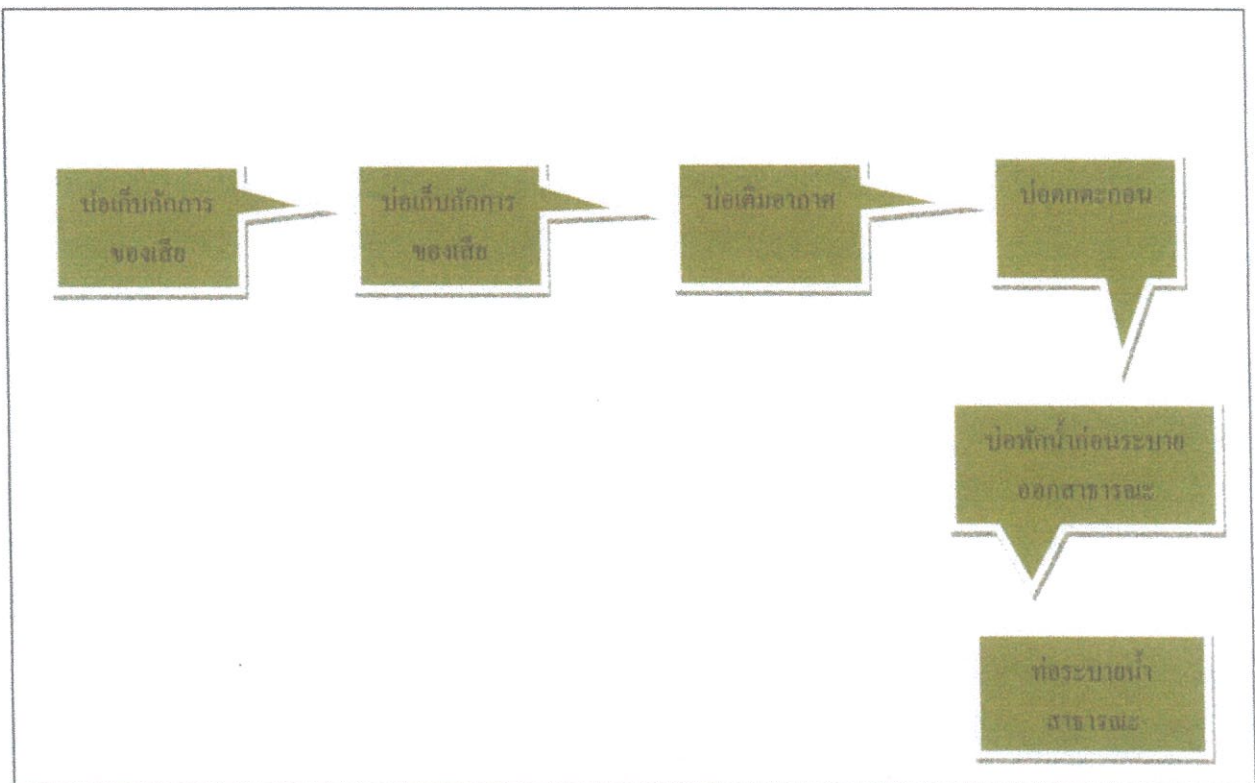 บ่อเก็บกักการ
ของเสีย
บ่อเก็บกักการ
ของเสีย
บ่อเติมอากาศ
บ่อตกตะกอน
บ่อพักน้ำก่อนระบาย
ออกสาธารณะ
ท่อระบายน้ำ
สาธารณะ